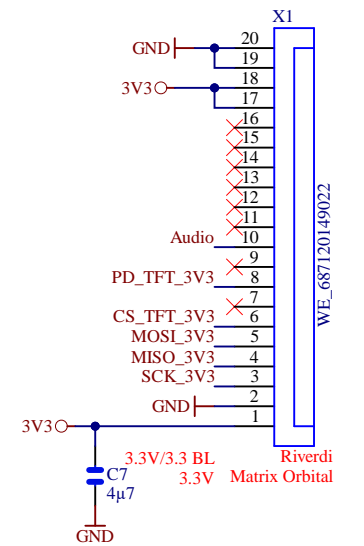 X1
GND
20
19
3V3
18
17
16
15
14
13
12
11
Audio
10
9
PD_TFT_3V3
8
7
CS_TFT_3V3
6
MOSI_3V3
5
MISO_3V3
4
SCK_3V3
3
GND
2
3V3
1
WE_687120149022
C7
4µ7
GND
3.3V/3.3 BL
Riverdi
3.3V
Matrix Orbital